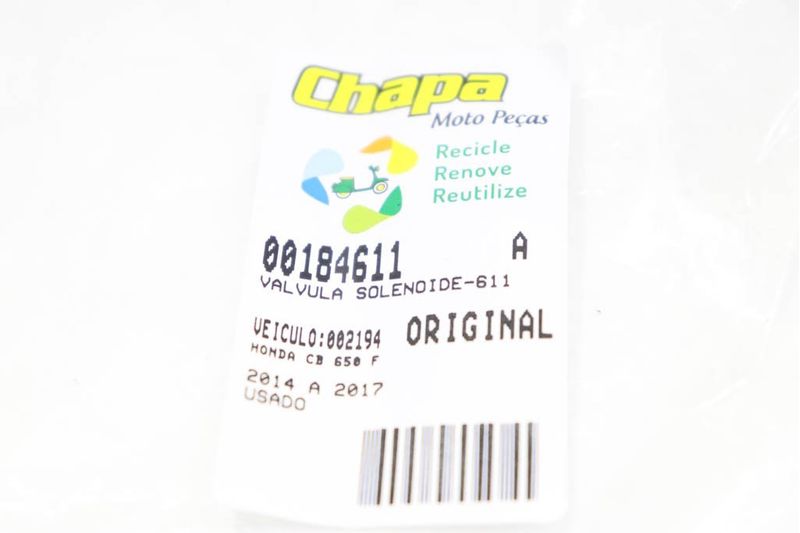 Chapa
Moto Peças
Recicle
Renove
Reutilize
00184611 A
VALVULA SOLENOIDE-611
VEICULO:002194 ORIGINAL
HONDA CB 650 F
2014 A 2017
USADO